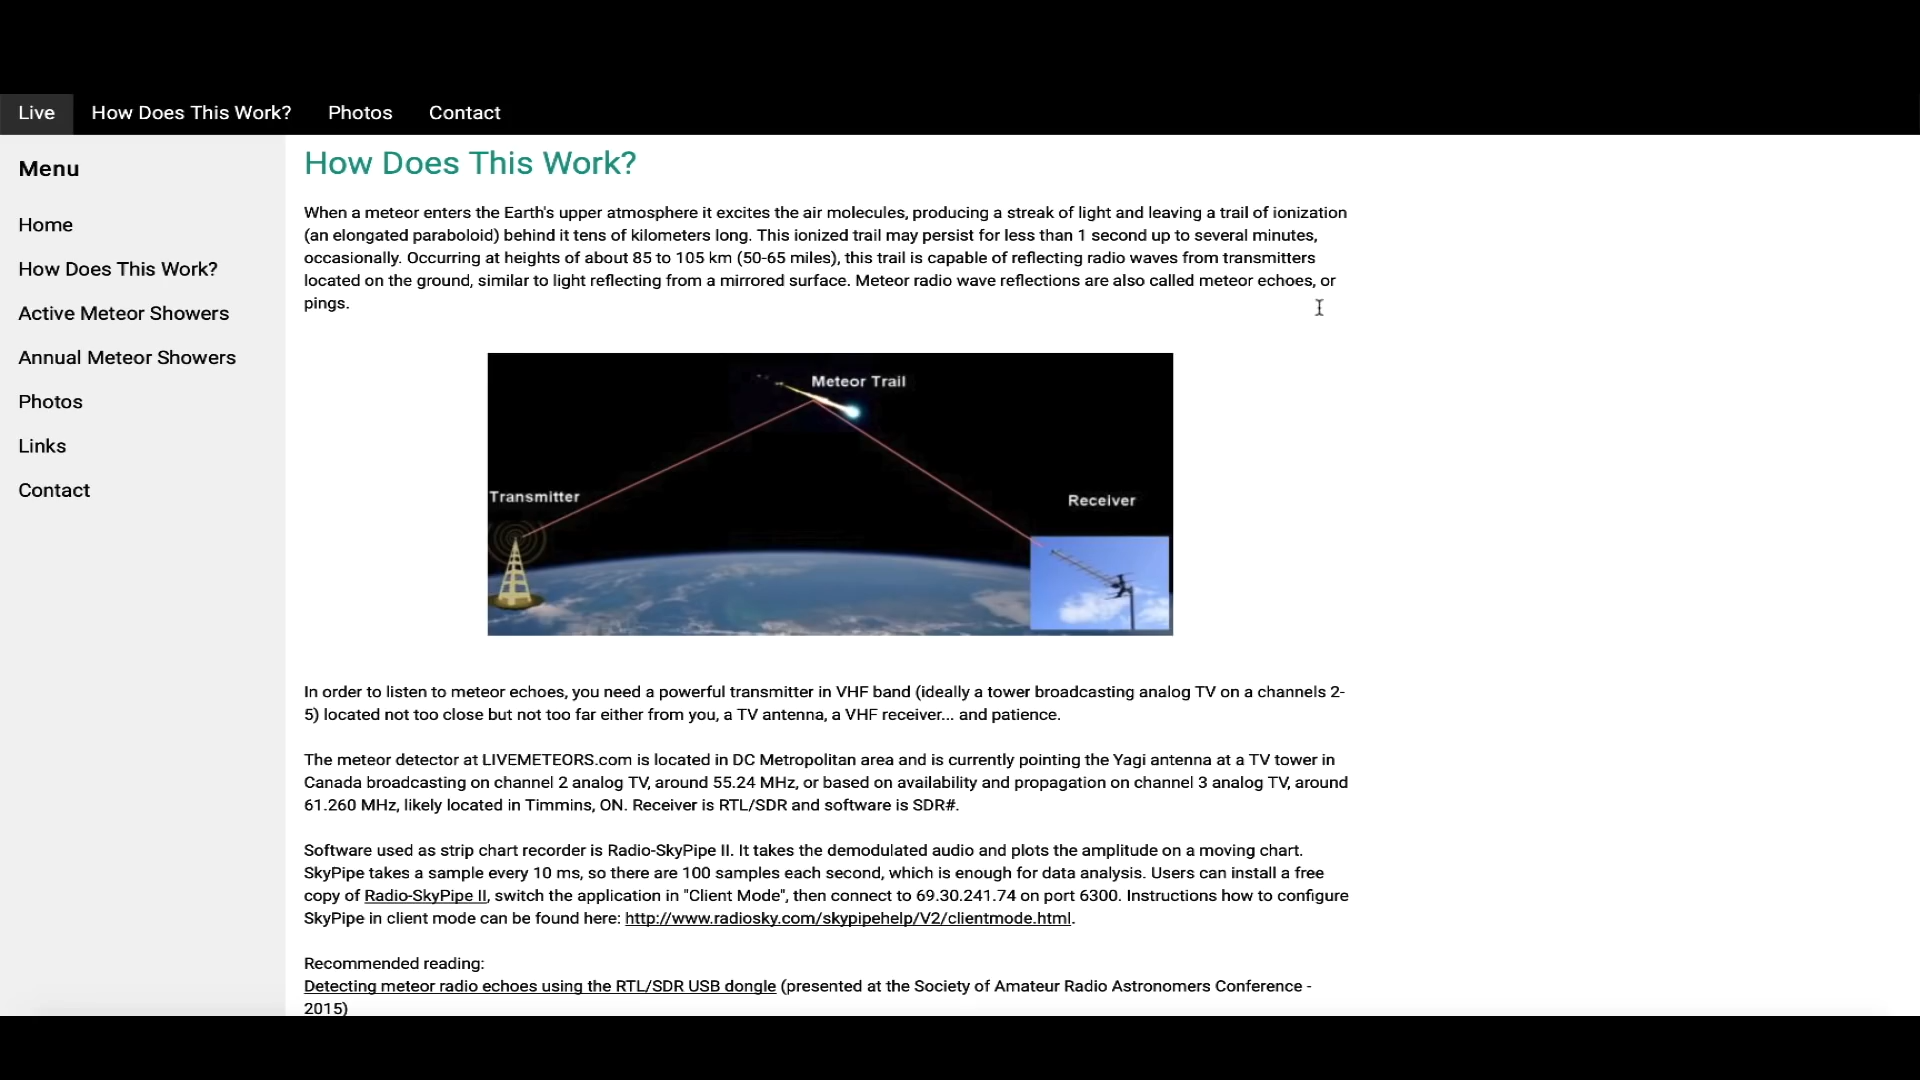 Live How Does This Work? Photos Contact
Menu
Home
How Does This Work?
Active Meteor Showers
Annual Meteor Showers
Photos
Links
Contact
How Does This Work?
When a meteor enters the Earth's upper atmosphere it excites the air molecules, producing a streak of light and leaving a trail of ionization
(an elongated paraboloid) behind it tens of kilometers long. This ionized trail may persist for less than 1 second up to several minutes,
occasionally. Occurring at heights of about 85 to 105 km (50-65 miles), this trail is capable of reflecting radio waves from transmitters
located on the ground, similar to light reflecting from a mirrored surface. Meteor radio wave reflections are also called meteor echoes, or
pings.
Meteor Trail
Transmitter
Receiver
In order to listen to meteor echoes, you need a powerful transmitter in VHF band (ideally a tower broadcasting analog TV on a channels 2-
5) located not too close but not too far either from you, a TV antenna, a VHF receiver... and patience.
The meteor detector at LIVEMETEORS.com is located in DC Metropolitan area and is currently pointing the Yagi antenna at a TV tower in
Canada broadcasting on channel 2 analog TV, around 55.24 MHz, or based on availability and propagation on channel 3 analog TV, around
61.260 MHz, likely located in Timmins, ON. Receiver is RTL/SDR and software is SDR#.
Software used as strip chart recorder is Radio-SkyPipe II. It takes the demodulated audio and plots the amplitude on a moving chart.
SkyPipe takes a sample every 10 ms, so there are 100 samples each second, which is enough for data analysis. Users can install a free
copy of Radio-SkyPipe II, switch the application in "Client Mode", then connect to 69.30.241.74 on port 6300. Instructions how to configure
SkyPipe in client mode can be found here: http://www.radiosky.com/skypipehelp/V2/clientmode.html.
Recommended reading:
Detecting meteor radio echoes using the RTL/SDR USB dongle (presented at the Society of Amateur Radio Astronomers Conference -
2015)